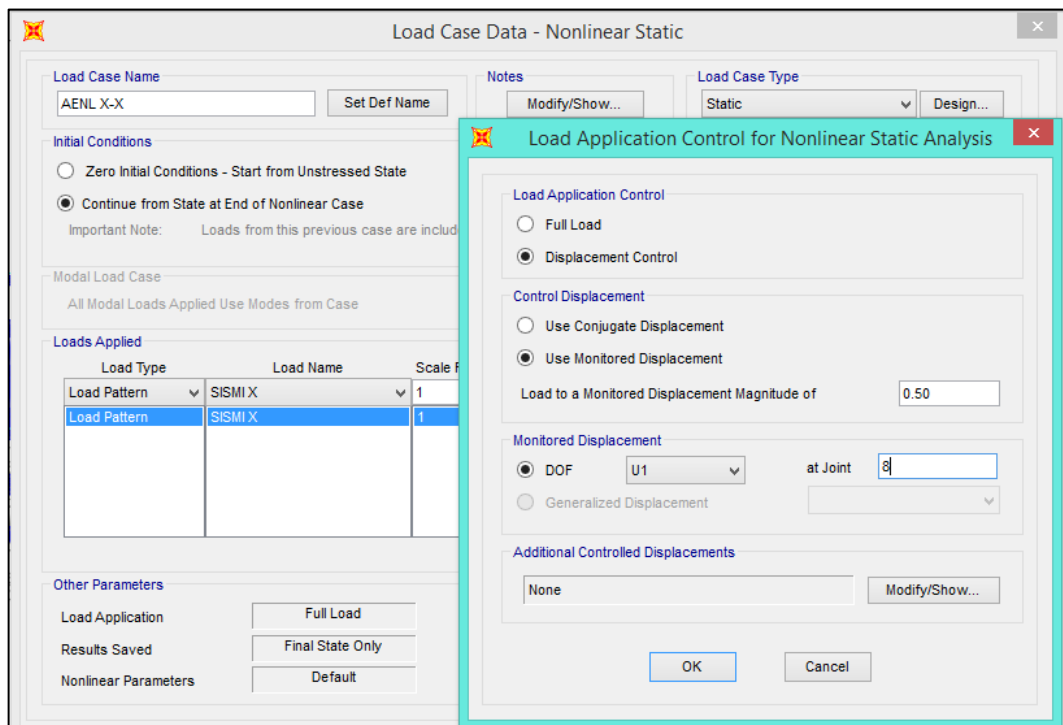 Load Case Data - Nonlinear Static
Load Case Name
AENL X-X
Set Def Name
Notes
Modify/Show...
Load Case Type
Static
Design...
Initial Conditions
Zero Initial Conditions - Start from Unstressed State
Continue from State at End of Nonlinear Case
Important Note: Loads from this previous case are includ
Modal Load Case
All Modal Loads Applied Use Modes from Case
Loads Applied
Load Type Load Name Scale F
Load Pattern SISMI X 1
Load Pattern SISMI X 1
Other Parameters
Load Application Full Load
Results Saved Final State Only
Nonlinear Parameters Default
Load Application Control for Nonlinear Static Analysis
Load Application Control
Full Load
Displacement Control
Control Displacement
Use Conjugate Displacement
Use Monitored Displacement
Load to a Monitored Displacement Magnitude of 0.50
Monitored Displacement
DOF U1 at Joint 8
Generalized Displacement
Additional Controlled Displacements
None Modify/Show...
OK Cancel